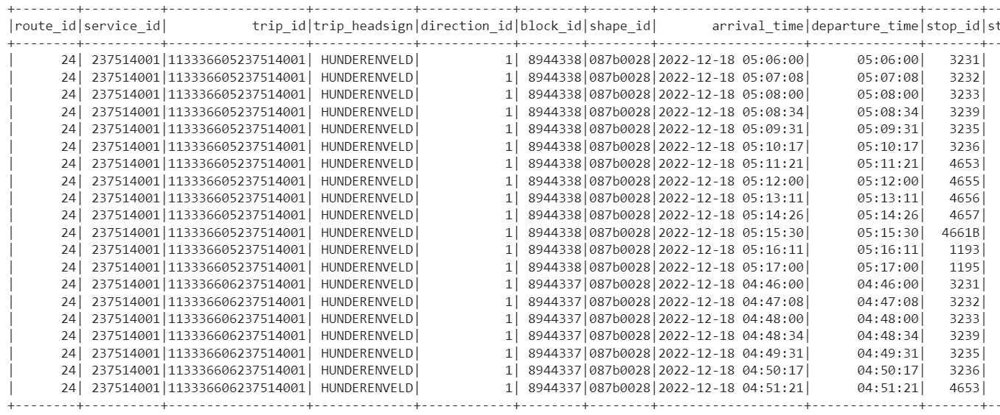 +--------+----------+------------------+-------------+------------+--------+--------+-------------------+--------------+-------+--
|route_id|service_id|           trip_id|trip_headsign|direction_id|block_id|shape_id|       arrival_time|departure_time|stop_id|st
+--------+----------+------------------+-------------+------------+--------+--------+-------------------+--------------+-------+--
|      24| 237514001|113336605237514001| HUNDERENVELD|           1| 8944338|087b0028|2022-12-18 05:06:00|      05:06:00|   3231|
|      24| 237514001|113336605237514001| HUNDERENVELD|           1| 8944338|087b0028|2022-12-18 05:07:08|      05:07:08|   3232|
|      24| 237514001|113336605237514001| HUNDERENVELD|           1| 8944338|087b0028|2022-12-18 05:08:00|      05:08:00|   3233|
|      24| 237514001|113336605237514001| HUNDERENVELD|           1| 8944338|087b0028|2022-12-18 05:08:34|      05:08:34|   3239|
|      24| 237514001|113336605237514001| HUNDERENVELD|           1| 8944338|087b0028|2022-12-18 05:09:31|      05:09:31|   3235|
|      24| 237514001|113336605237514001| HUNDERENVELD|           1| 8944338|087b0028|2022-12-18 05:10:17|      05:10:17|   3236|
|      24| 237514001|113336605237514001| HUNDERENVELD|           1| 8944338|087b0028|2022-12-18 05:11:21|      05:11:21|   4653|
|      24| 237514001|113336605237514001| HUNDERENVELD|           1| 8944338|087b0028|2022-12-18 05:12:00|      05:12:00|   4655|
|      24| 237514001|113336605237514001| HUNDERENVELD|           1| 8944338|087b0028|2022-12-18 05:13:11|      05:13:11|   4656|
|      24| 237514001|113336605237514001| HUNDERENVELD|           1| 8944338|087b0028|2022-12-18 05:14:26|      05:14:26|   4657|
|      24| 237514001|113336605237514001| HUNDERENVELD|           1| 8944338|087b0028|2022-12-18 05:15:30|      05:15:30|  4661B|
|      24| 237514001|113336605237514001| HUNDERENVELD|           1| 8944338|087b0028|2022-12-18 05:16:11|      05:16:11|   1193|
|      24| 237514001|113336605237514001| HUNDERENVELD|           1| 8944338|087b0028|2022-12-18 05:17:00|      05:17:00|   1195|
|      24| 237514001|113336606237514001| HUNDERENVELD|           1| 8944337|087b0028|2022-12-18 04:46:00|      04:46:00|   3231|
|      24| 237514001|113336606237514001| HUNDERENVELD|           1| 8944337|087b0028|2022-12-18 04:47:08|      04:47:08|   3232|
|      24| 237514001|113336606237514001| HUNDERENVELD|           1| 8944337|087b0028|2022-12-18 04:48:00|      04:48:00|   3233|
|      24| 237514001|113336606237514001| HUNDERENVELD|           1| 8944337|087b0028|2022-12-18 04:48:34|      04:48:34|   3239|
|      24| 237514001|113336606237514001| HUNDERENVELD|           1| 8944337|087b0028|2022-12-18 04:49:31|      04:49:31|   3235|
|      24| 237514001|113336606237514001| HUNDERENVELD|           1| 8944337|087b0028|2022-12-18 04:50:17|      04:50:17|   3236|
|      24| 237514001|113336606237514001| HUNDERENVELD|           1| 8944337|087b0028|2022-12-18 04:51:21|      04:51:21|   4653|
+--------+----------+------------------+-------------+------------+--------+--------+-------------------+--------------+-------+--